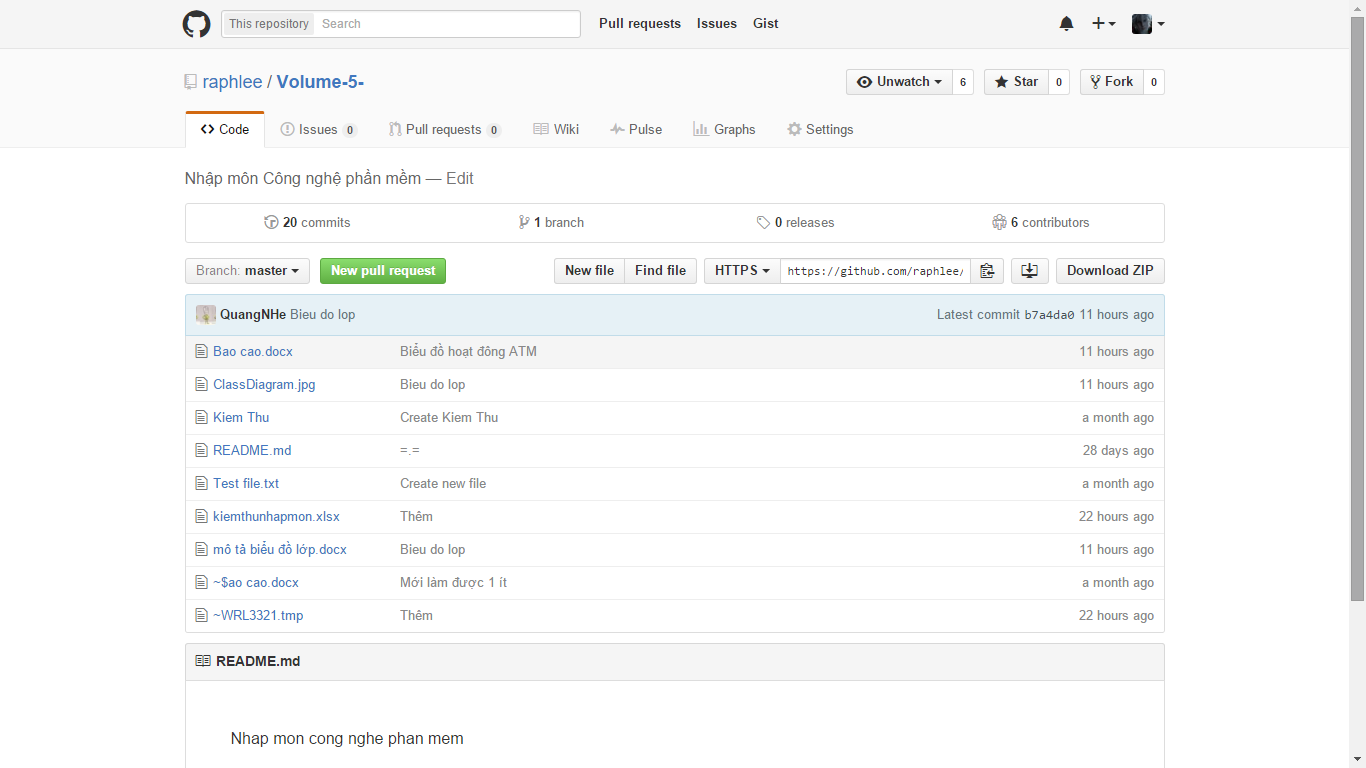 This repository Search Pull requests Issues Gist
raphlee / Volume-5- Unwatch 6 Star 0 Fork 0
Code Issues 0 Pull requests 0 Wiki Pulse Graphs Settings
Nhập môn Công nghệ phần mềm — Edit
20 commits 1 branch 0 releases 6 contributors
Branch: master New pull request New file Find file HTTPS https://github.com/raphlee/ Download ZIP
QuangNHe Bieu do lop Latest commit b7a4da0 11 hours ago
Bao cao.docx Biểu đồ hoạt đông ATM 11 hours ago
ClassDiagram.jpg Bieu do lop 11 hours ago
Kiem Thu Create Kiem Thu a month ago
README.md =.= 28 days ago
Test file.txt Create new file a month ago
kiemthunhapmon.xlsx Thêm 22 hours ago
mô tả biểu đồ lớp.docx Bieu do lop 11 hours ago
~$ao cao.docx Mới làm được 1 ít a month ago
~WRL3321.tmp Thêm 22 hours ago
README.md
Nhap mon cong nghe phan mem